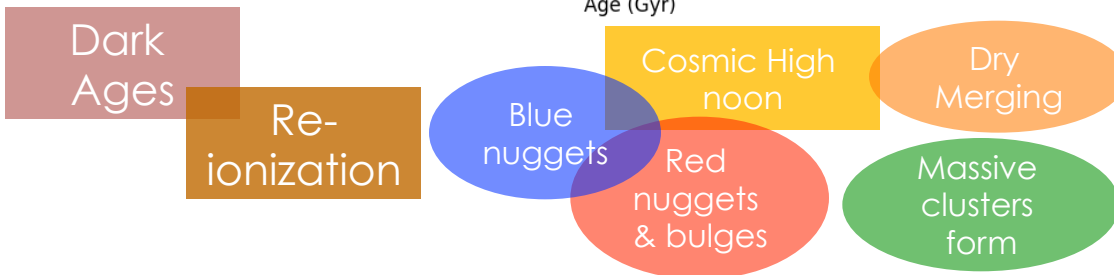 Age (Gyr)
Dark
Ages
Re-
ionization
Blue
nuggets
Cosmic High
noon
Red
nuggets
& bulges
Dry
Merging
Massive
clusters
form